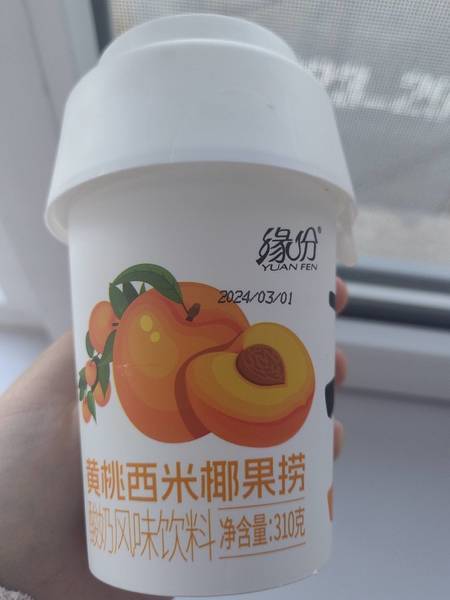 缘份®
YUAN FEN
2024/03/01
黄桃西米椰果捞
酸奶风味饮料 净含量:310克